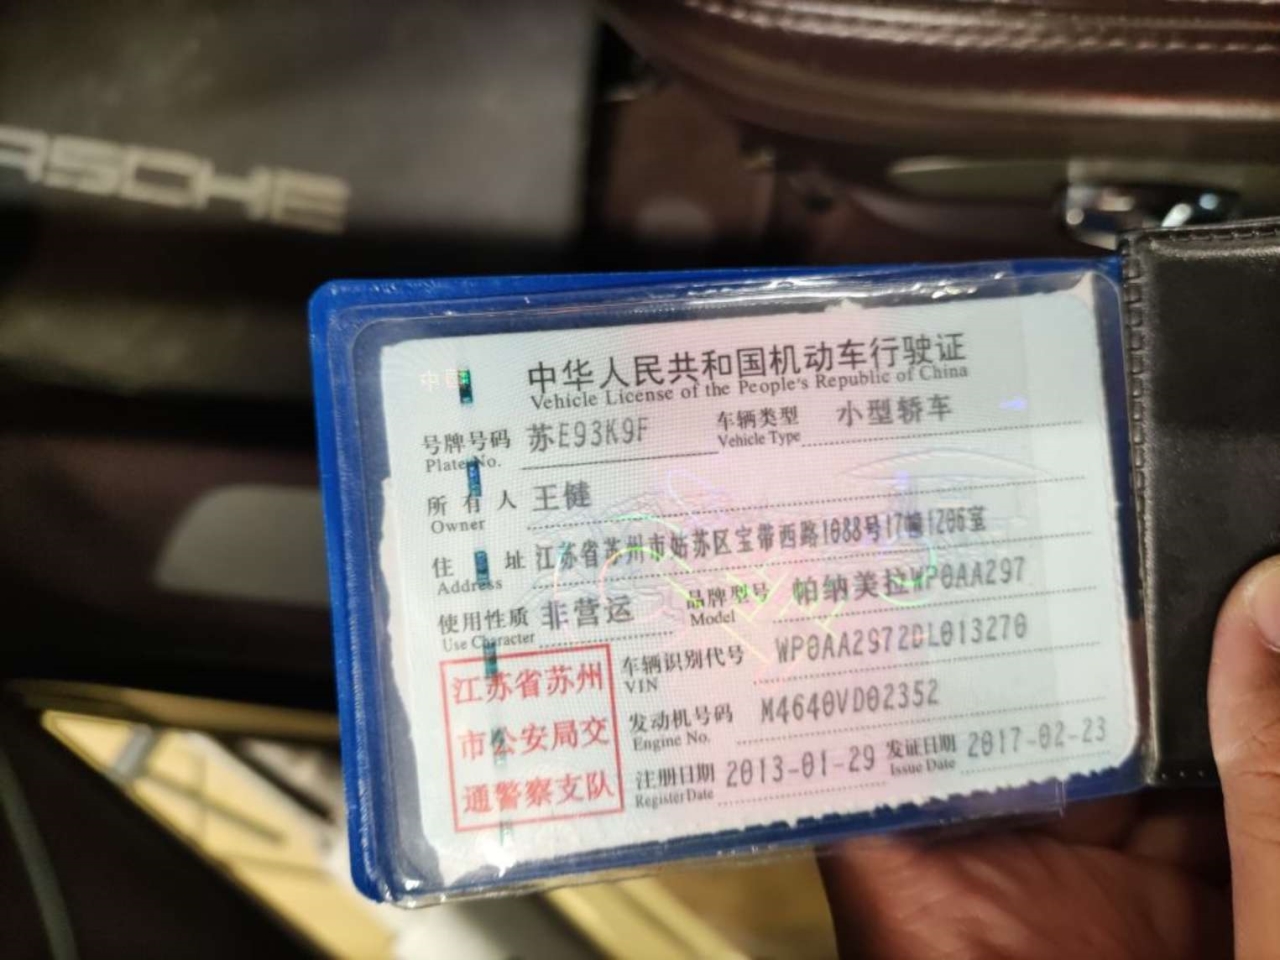 RSCHE
中国
中华人民共和国机动车行驶证
Vehicle License of the People's Republic of China
号牌号码 苏E93K9F 车辆类型 小型轿车
Plate No. Vehicle Type
所有人 王健
Owner
住址 江苏省苏州市姑苏区宝带西路1088号17幢1206室
Address
使用性质 非营运 品牌型号 帕纳美拉WP0AA297
Use Character Model
江苏省苏州
市公安局交
通警察支队
车辆识别代号 WP0AA2972DL013270
VIN
发动机号码 M4640VD02352
Engine No.
注册日期 2013-01-29 发证日期 2017-02-23
Register Date Issue Date